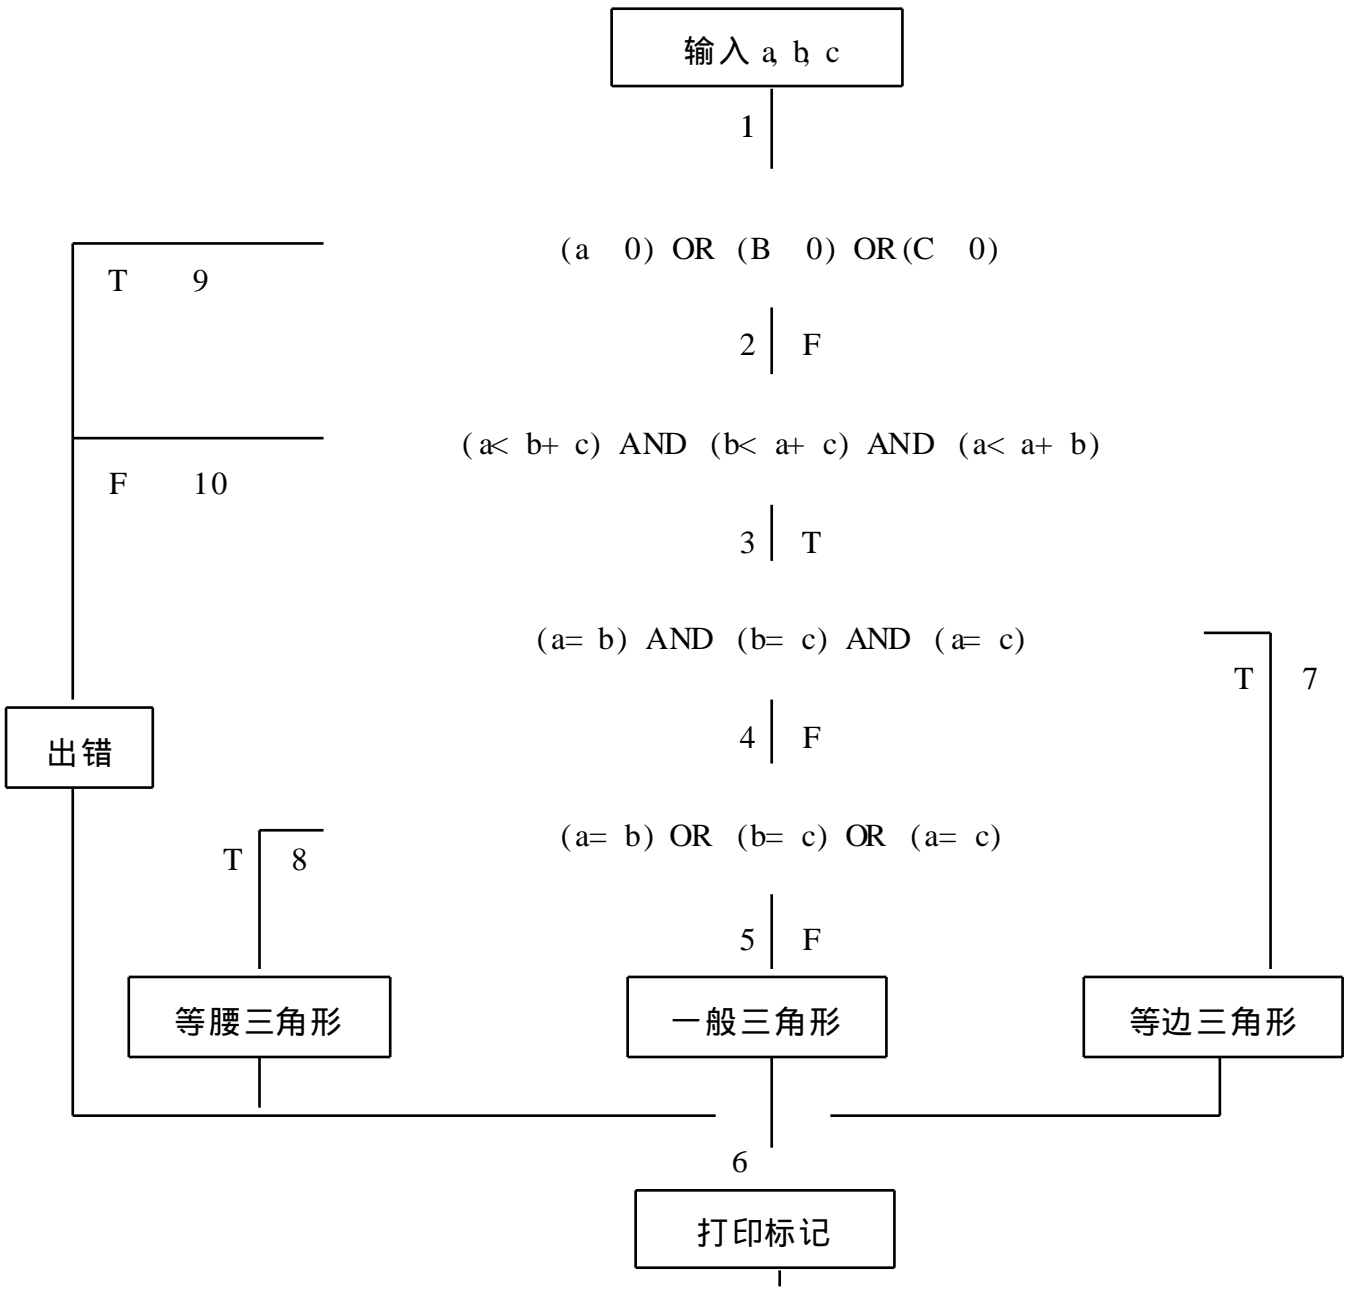 输入 a, b, c
1
(a 0) OR (B 0) OR (C 0)
T 9
2 F
(a< b+ c) AND (b< a+ c) AND (a< a+ b)
F 10
3 T
(a= b) AND (b= c) AND (a= c)
T 7
4 F
出错
(a= b) OR (b= c) OR (a= c)
T 8
5 F
等腰三角形 一般三角形 等边三角形
6
打印标记